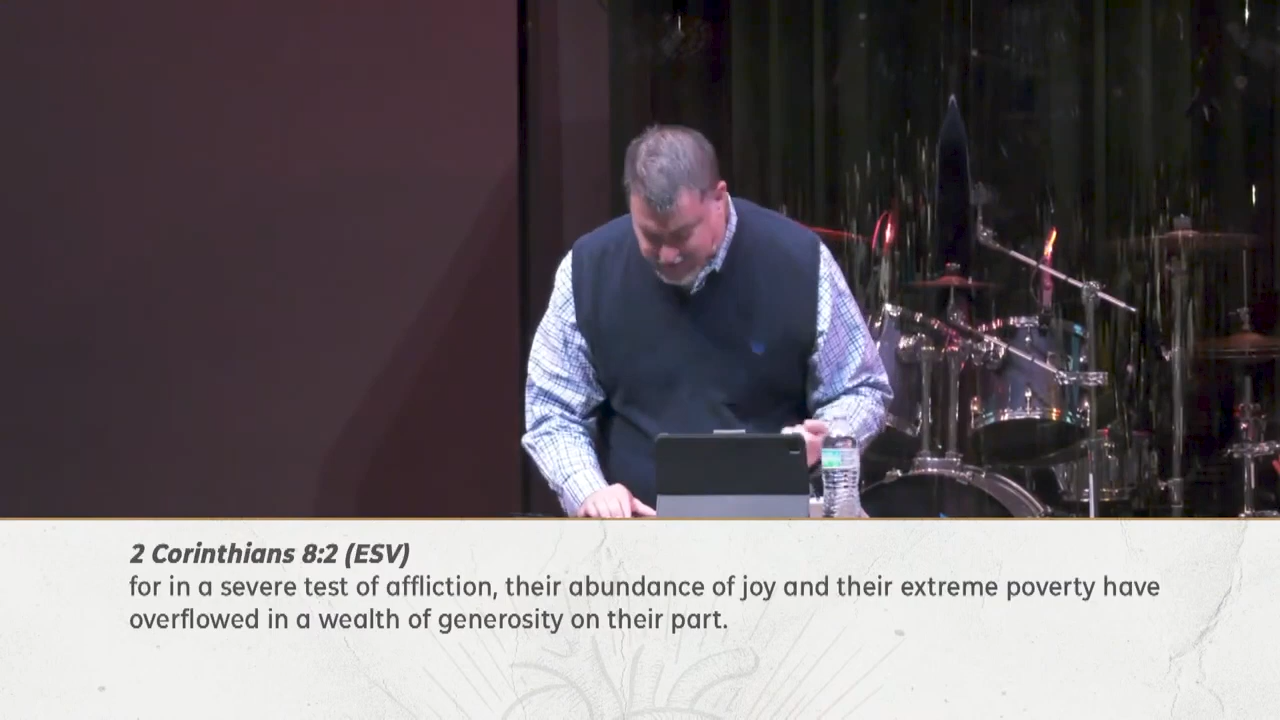 2 Corinthians 8:2 (ESV)
for in a severe test of affliction, their abundance of joy and their extreme poverty have
overflowed in a wealth of generosity on their part.